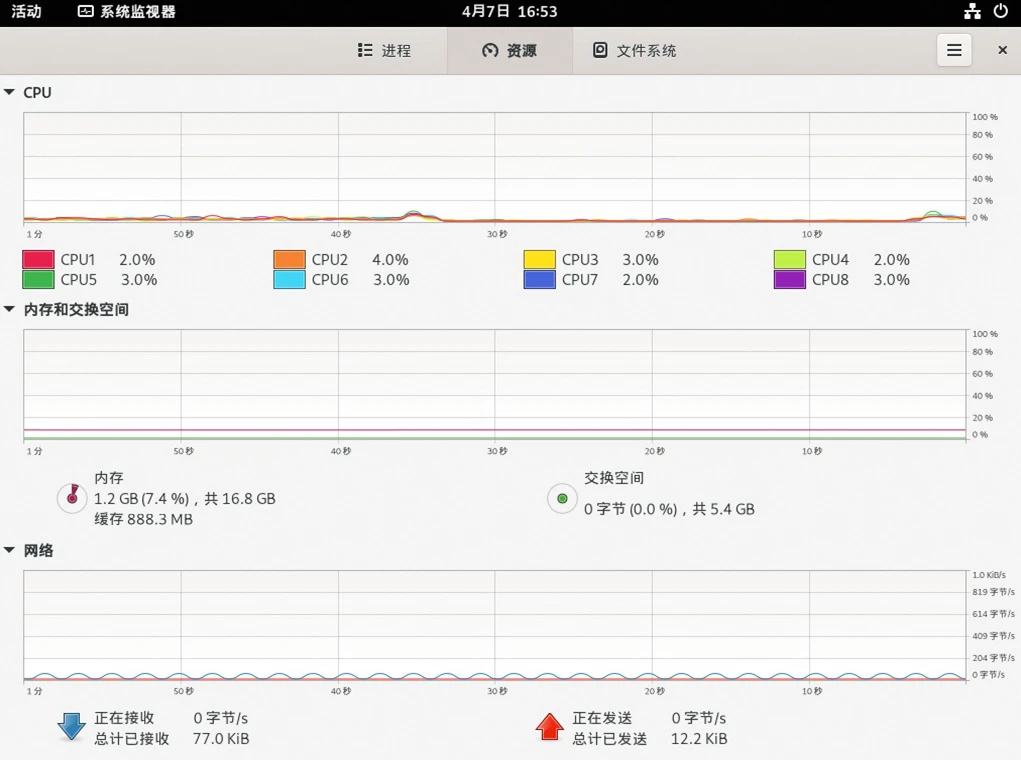 活动 系统监视器 4月7日 16:53
进程 资源 文件系统
CPU
100 %
80 %
60 %
40 %
20 %
0 %
1 分 50 秒 40 秒 30 秒 20 秒 10 秒
CPU1 2.0% CPU2 4.0% CPU3 3.0% CPU4 2.0%
CPU5 3.0% CPU6 3.0% CPU7 2.0% CPU8 3.0%
内存和交换空间
100 %
80 %
60 %
40 %
20 %
0 %
1 分 50 秒 40 秒 30 秒 20 秒 10 秒
内存 交换空间
1.2 GB (7.4 %) ，共 16.8 GB 0 字节 (0.0 %) ，共 5.4 GB
缓存 888.3 MB
网络
1.0 KiB/s
819 字节/s
614 字节/s
409 字节/s
204 字节/s
0 字节/s
1 分 50 秒 40 秒 30 秒 20 秒 10 秒
正在接收 0 字节/s 正在发送 0 字节/s
总计已接收 77.0 KiB 总计已发送 12.2 KiB